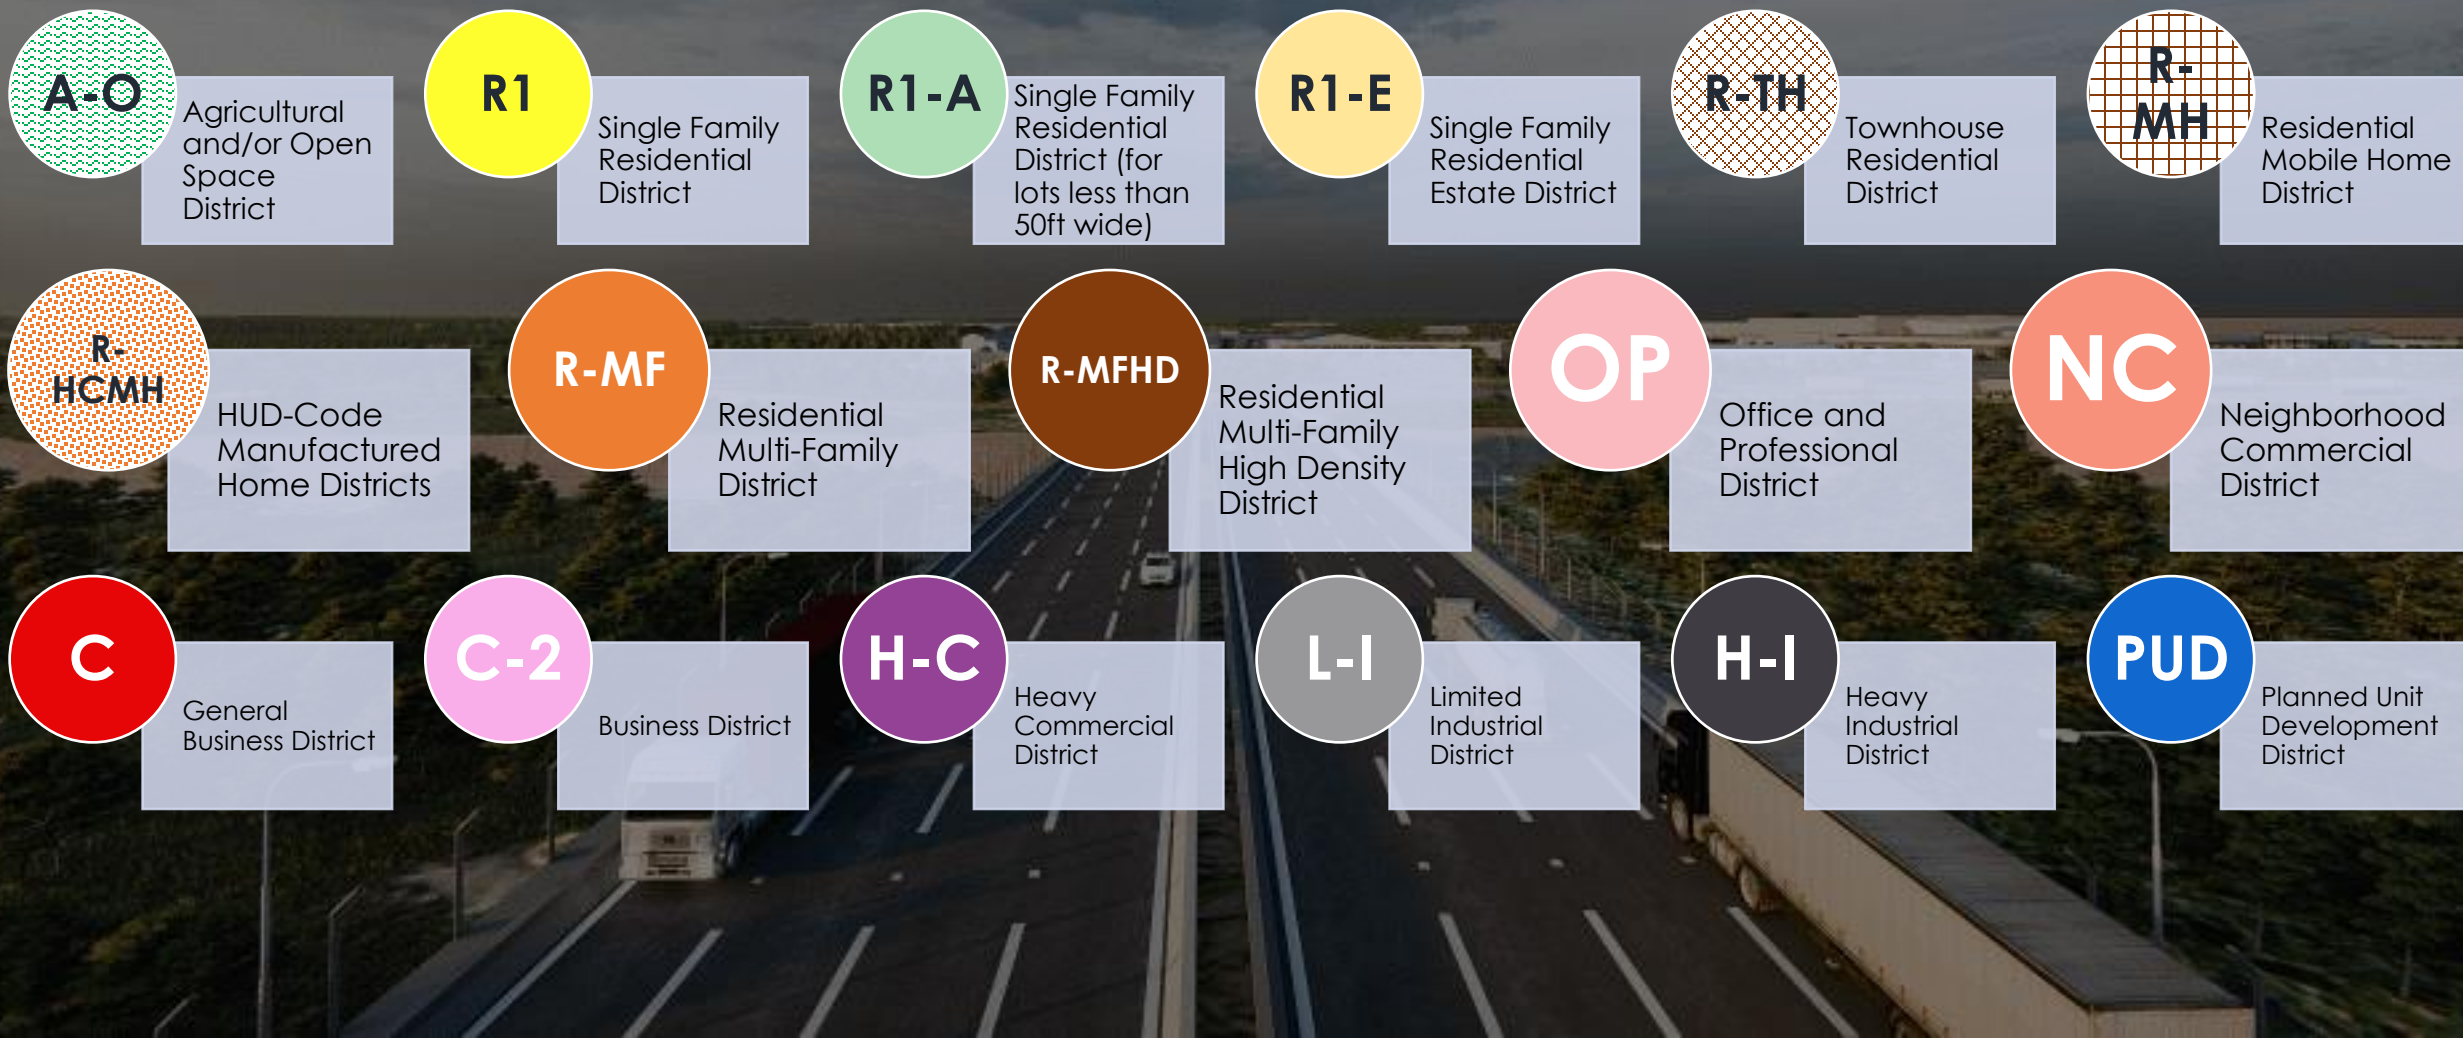 A-O
Agricultural
and/or Open
Space
District
R1
Single Family
Residential
District
R1-A
Single Family
Residential
District (for
lots less than
50ft wide)
R1-E
Single Family
Residential
Estate District
R-TH
Townhouse
Residential
District
R-
MH
Residential
Mobile Home
District
R-
HCMH
HUD-Code
Manufactured
Home Districts
R-MF
Residential
Multi-Family
District
R-MFHD
Residential
Multi-Family
High Density
District
OP
Office and
Professional
District
NC
Neighborhood
Commercial
District
C
General
Business District
C-2
Business District
H-C
Heavy
Commercial
District
L-I
Limited
Industrial
District
H-I
Heavy
Industrial
District
PUD
Planned Unit
Development
District